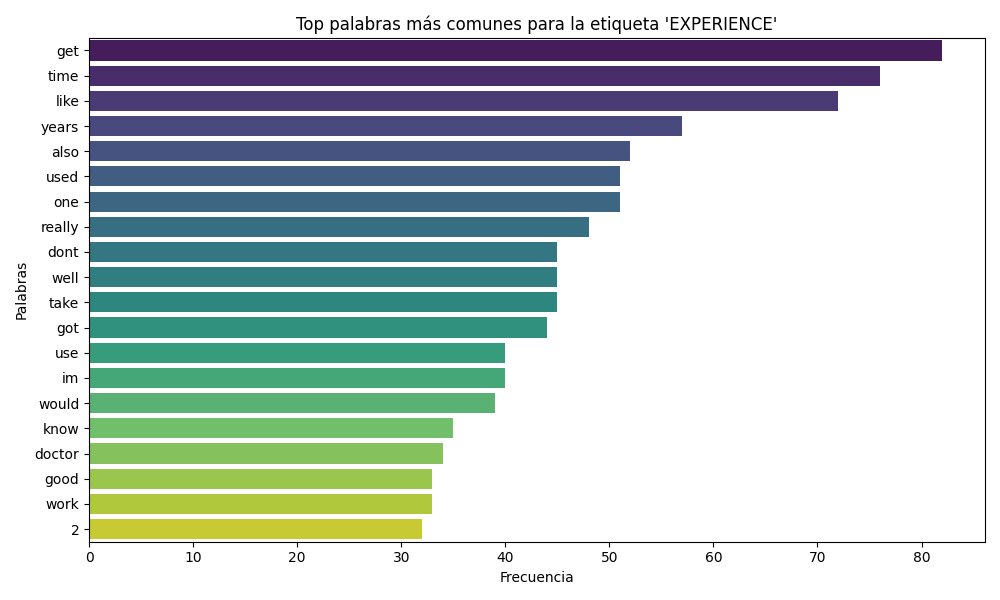 Top palabras más comunes para la etiqueta 'EXPERIENCE'
Palabras
get
time
like
years
also
used
one
really
dont
well
take
got
use
im
would
know
doctor
good
work
2
0 10 20 30 40 50 60 70 80
Frecuencia